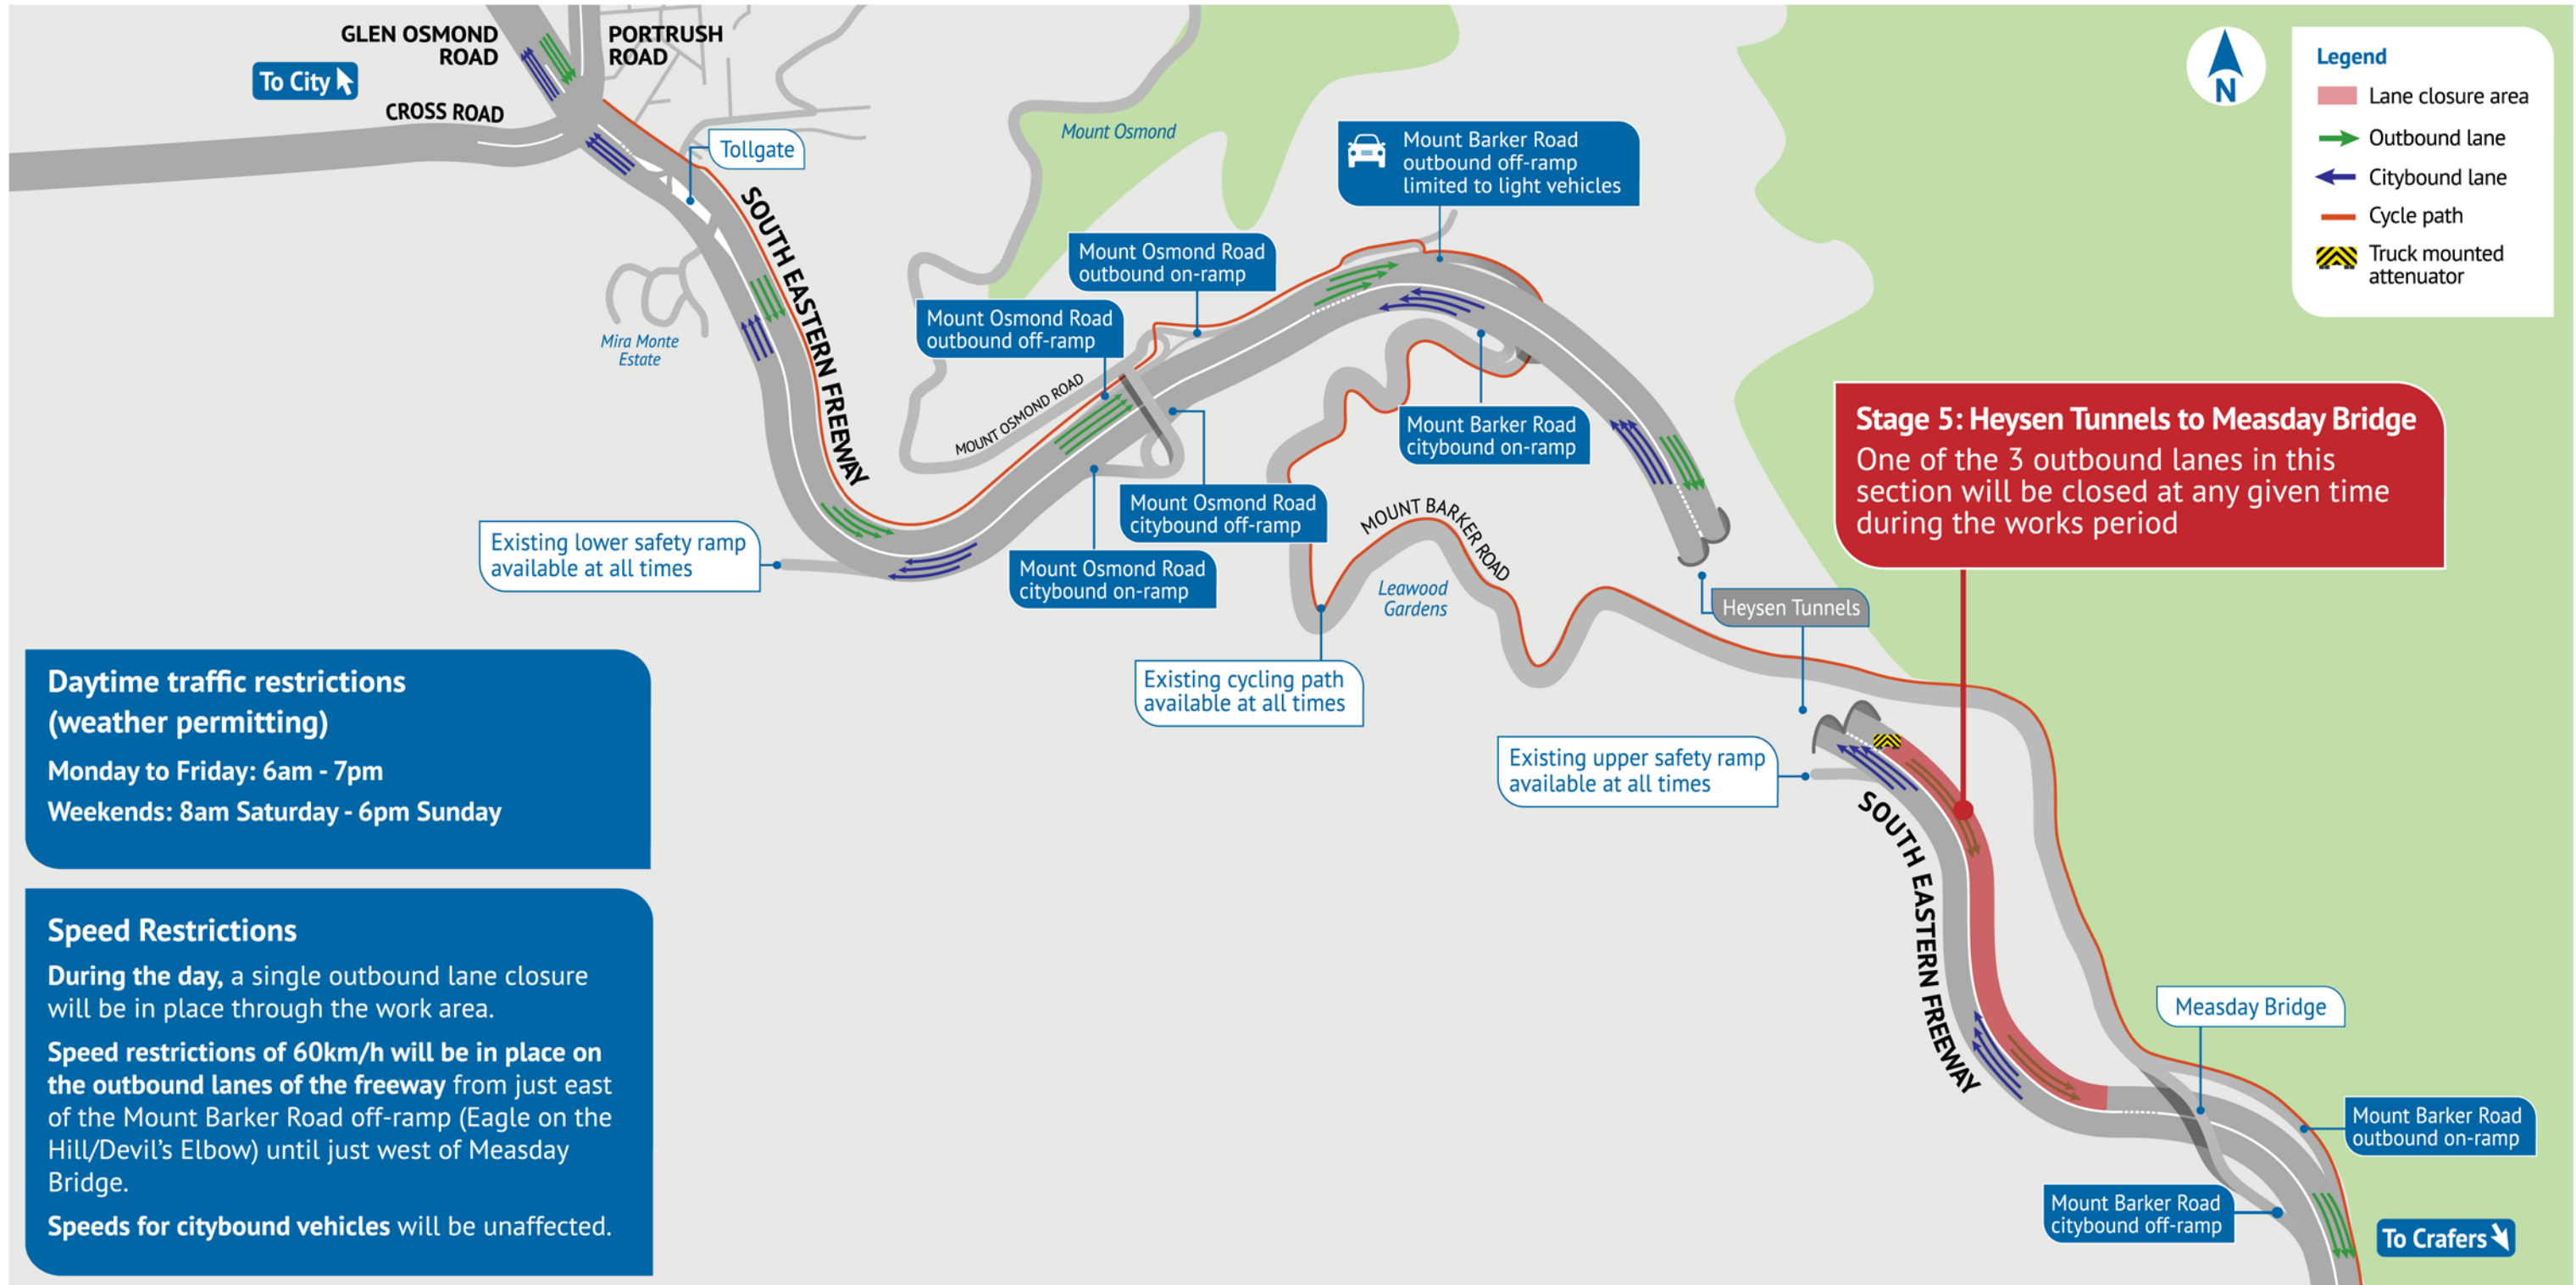 GLEN OSMOND
ROAD
PORTRUSH
ROAD
To City
CROSS ROAD
Tollgate
SOUTH EASTERN FREEWAY
Mira Monte
Estate
Mount Osmond
Mount Osmond Road
outbound on-ramp
Mount Osmond Road
outbound off-ramp
MOUNT OSMOND ROAD
Mount Barker Road
outbound off-ramp
limited to light vehicles
Mount Barker Road
citybound on-ramp
Mount Osmond Road
citybound off-ramp
Mount Osmond Road
citybound on-ramp
Existing lower safety ramp
available at all times
MOUNT BARKER ROAD
Leawood
Gardens
Existing cycling path
available at all times
Heysen Tunnels
Existing upper safety ramp
available at all times
SOUTH EASTERN FREEWAY
N
Legend
Lane closure area
Outbound lane
Citybound lane
Cycle path
Truck mounted
attenuator
Stage 5: Heysen Tunnels to Measday Bridge
One of the 3 outbound lanes in this
section will be closed at any given time
during the works period
Measday Bridge
Mount Barker Road
outbound on-ramp
Mount Barker Road
citybound off-ramp
To Crafers
Daytime traffic restrictions
(weather permitting)
Monday to Friday: 6am - 7pm
Weekends: 8am Saturday - 6pm Sunday
Speed Restrictions
During the day, a single outbound lane closure
will be in place through the work area.
Speed restrictions of 60km/h will be in place on
the outbound lanes of the freeway from just east
of the Mount Barker Road off-ramp (Eagle on the
Hill/Devil's Elbow) until just west of Measday
Bridge.
Speeds for citybound vehicles will be unaffected.